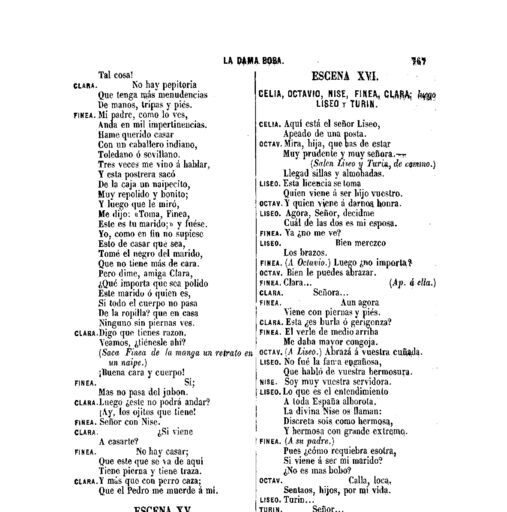 LA DAMA BOBA.
767
Tal cosa!
CLARA. No hay pepitoria
Que tenga más menudencias
De manos, tripas y piés.
FINEA. Mi padre, como lo ves,
Anda en mil impertinencias.
Hame querido casar
Con un caballero indiano,
Toledano ó sevillano.
Tres veces me vino á hablar,
Y esta postrera sacó
De la caja un naipecito,
Muy repolido y bonito;
Y luego que le miró,
Me dijo: «Toma, Finea,
Este es tu marido;» y fuése.
Yo, como en fin no supiese
Esto de casar que sea,
Tomé el negro del marido,
Que no tiene más de cara.
Pero dime, amiga Clara,
¿Qué importa que sea polido
Este marido ó quien es,
Si todo el cuerpo no pasa
De la ropilla? que en casa
Ninguno sin piernas ves.
CLARA. Digo que tienes razon.
Veamos, ¿tiénesle ahí?
(Saca Finea de la manga un retrato en
un naipe.)
¡Buena cara y cuerpo!
FINEA. Sí;
Mas no pasa del jubon.
CLARA. Luego ¿este no podrá andar?
¡Ay, los ojitos que tiene!
FINEA. Señor con Nise.
CLARA. ¿Si viene
A casarte?
FINEA. No hay casar;
Que este que se va de aquí
Tiene pierna y tiene traza.
CLARA. Y más que con perro caza;
Que el Pedro me muerde á mí.
ESCENA XV.
ESCENA XVI.
CELIA, OCTAVIO, NISE, FINEA, CLARA; luego
LISEO Y TURIN.
CELIA. Aquí está el señor Liseo,
Apeado de una posta.
OCTAV. Mira, hija, que has de estar
Muy prudente y muy señora.—
(Salen Liseo y Turin, de camino.)
Llegad sillas y almohadas.
LISEO. Esta licencia se toma
Quien viene á ser hijo vuestro.
OCTAV. Y quien viene á darnos honra.
LISEO. Agora, Señor, decidme
Cuál de las dos es mi esposa.
FINEA. Ya ¿no me ve?
LISEO. Bien merezco
Los brazos.
FINEA. (A Octavio.) Luego ¿no importa?
OCTAV. Bien le puedes abrazar.
FINEA. Clara... (Ap. á ella.)
CLARA. Señora...
FINEA. Aun agora
Viene con piernas y piés.
CLARA. Esta ¿es burla ó gerigonza?
FINEA. El verle de medio arriba
Me daba mayor congoja.
OCTAV. (A Liseo.) Abrazá á vuestra cuñada.
LISEO. No fué la fama engañosa,
Que habló de vuestra hermosura.
NISE. Soy muy vuestra servidora.
LISEO. Lo que es el entendimiento
A toda España alborota.
La divina Nise os llaman:
Discreta sois como hermosa,
Y hermosa con grande extremo.
FINEA. (A su padre.)
Pues ¿cómo requiebra esotra,
Si viene á ser mi marido?
¿No es mas bobo?
OCTAV. Calla, loca,
Sentaos, hijos, por mi vida.
LISEO. Turin...
TURIN. Señor...